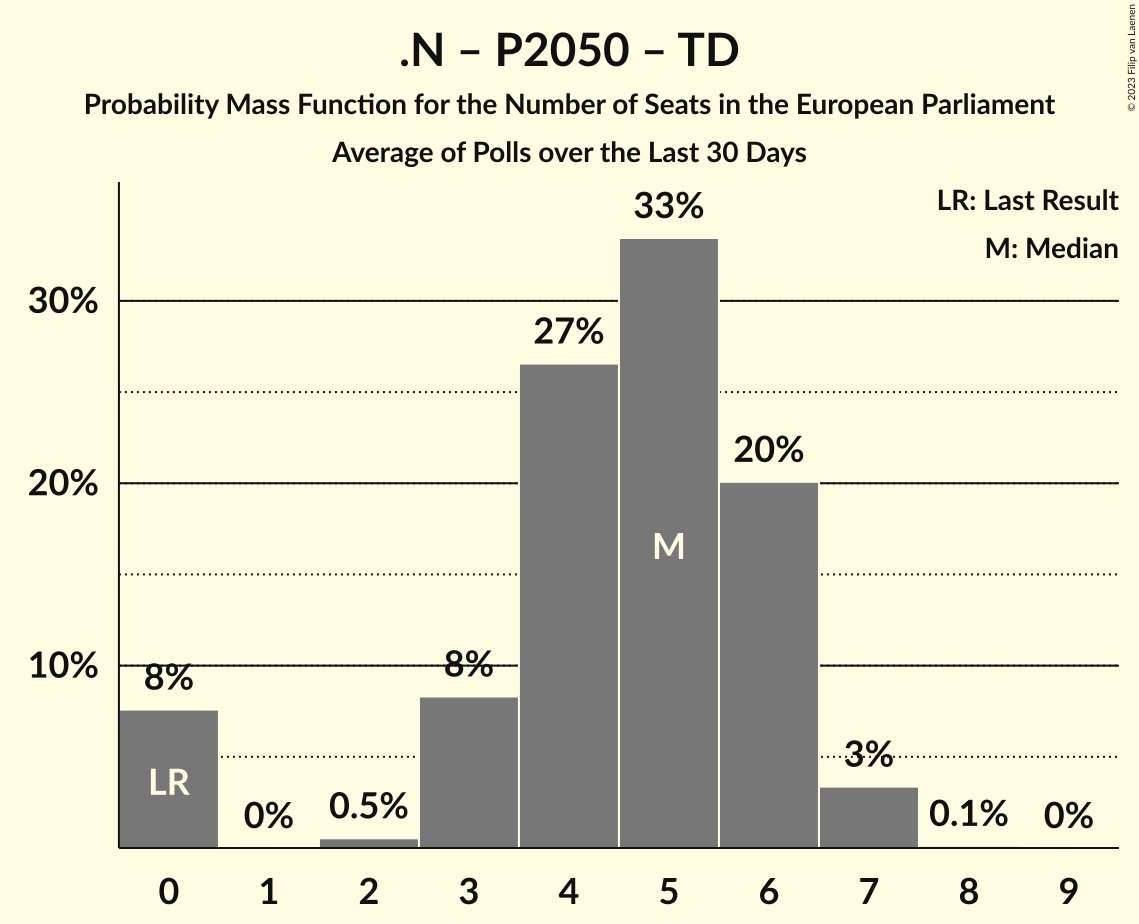 .N – P2050 – TD
Probability Mass Function for the Number of Seats in the European Parliament
Average of Polls over the Last 30 Days
© 2023 Filip van Laenen
LR: Last Result
M: Median
33%
30%
27%
20%
20%
M
10%
8%
8%
3%
LR
0%
0.5%
0.1%
0%
0 1 2 3 4 5 6 7 8 9